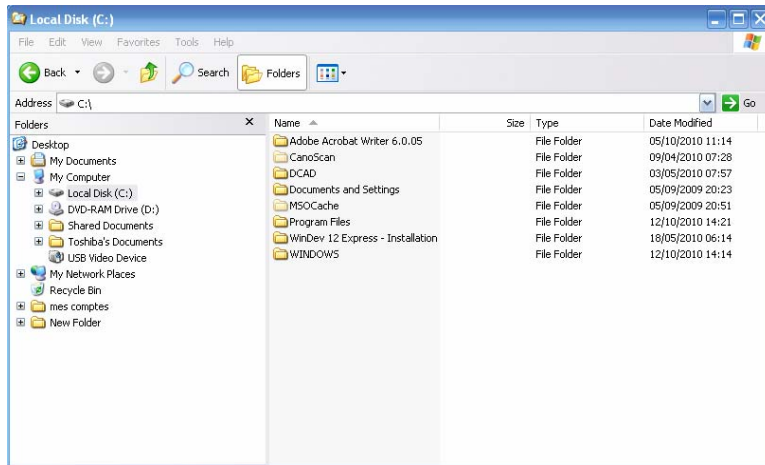 Local Disk (C:)
File Edit View Favorites Tools Help
Back Search Folders
Address C:\ Go
Folders x Name Size Type Date Modified
Desktop
My Documents
My Computer
Local Disk (C:)
DVD-RAM Drive (D:)
Shared Documents
Toshiba's Documents
USB Video Device
My Network Places
Recycle Bin
mes comptes
New Folder
Adobe Acrobat Writer 6.0.05 File Folder 05/10/2010 11:14
CanoScan File Folder 09/04/2010 07:28
DCAD File Folder 03/05/2010 07:57
Documents and Settings File Folder 05/09/2009 20:23
MSOCache File Folder 05/09/2009 20:51
Program Files File Folder 12/10/2010 14:21
WinDev 12 Express - Installation File Folder 18/05/2010 06:14
WINDOWS File Folder 12/10/2010 14:14